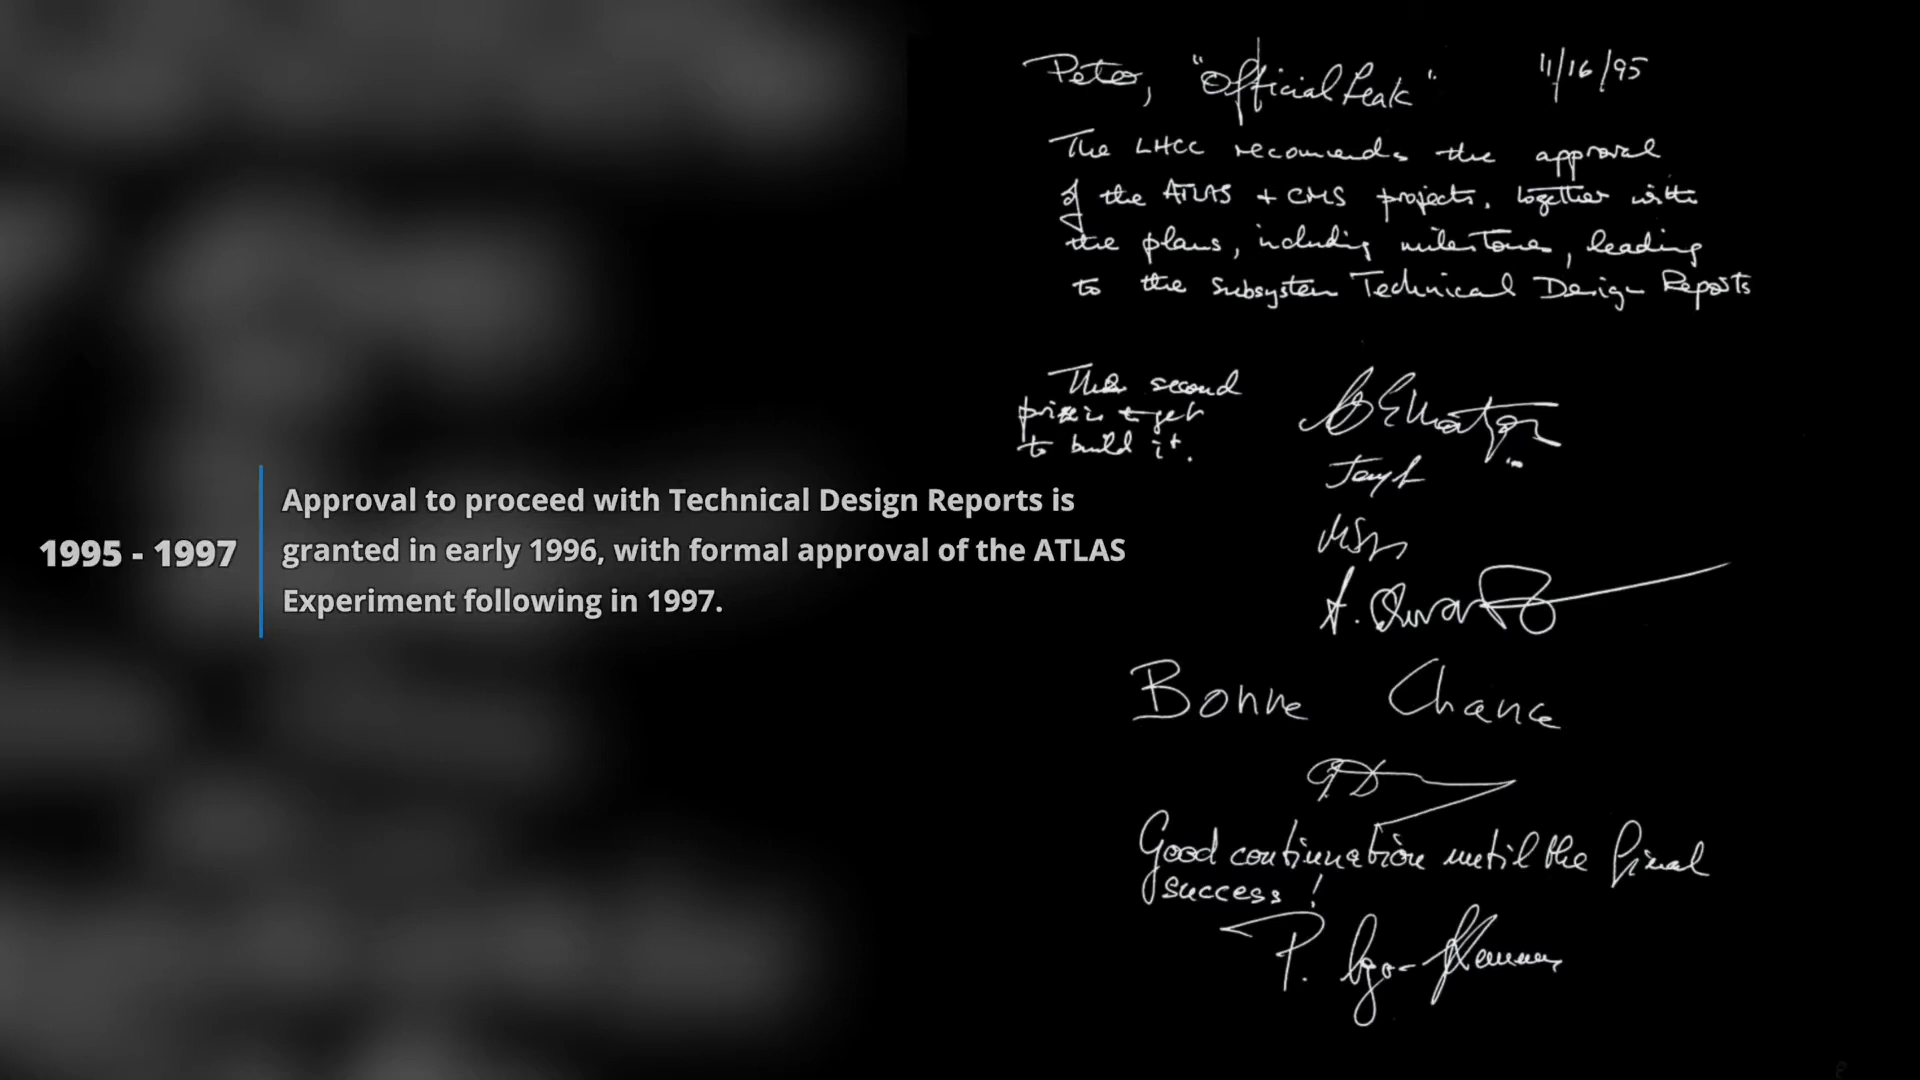 1995 - 1997
Approval to proceed with Technical Design Reports is
granted in early 1996, with formal approval of the ATLAS
Experiment following in 1997.
Peter, "Official Leak" 11/16/95
The LHCC recomends the approval
of the ATLAS + CMS projects, together with
the plans, including milestones, leading
to the Subsystem Technical Design Reports
The second
prize is to get
to build it.
Bonne Chance
Good continuation until the final
success!
P.